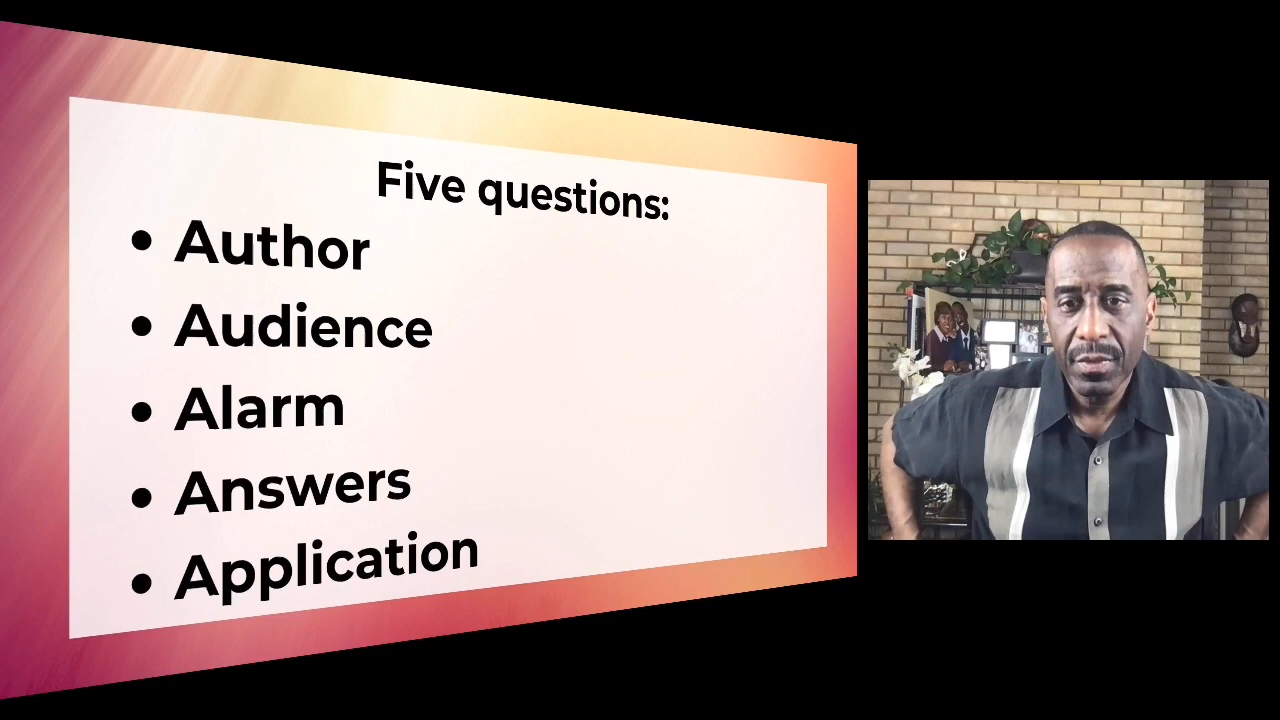 Five questions:
• Author
• Audience
• Alarm
• Answers
• Application